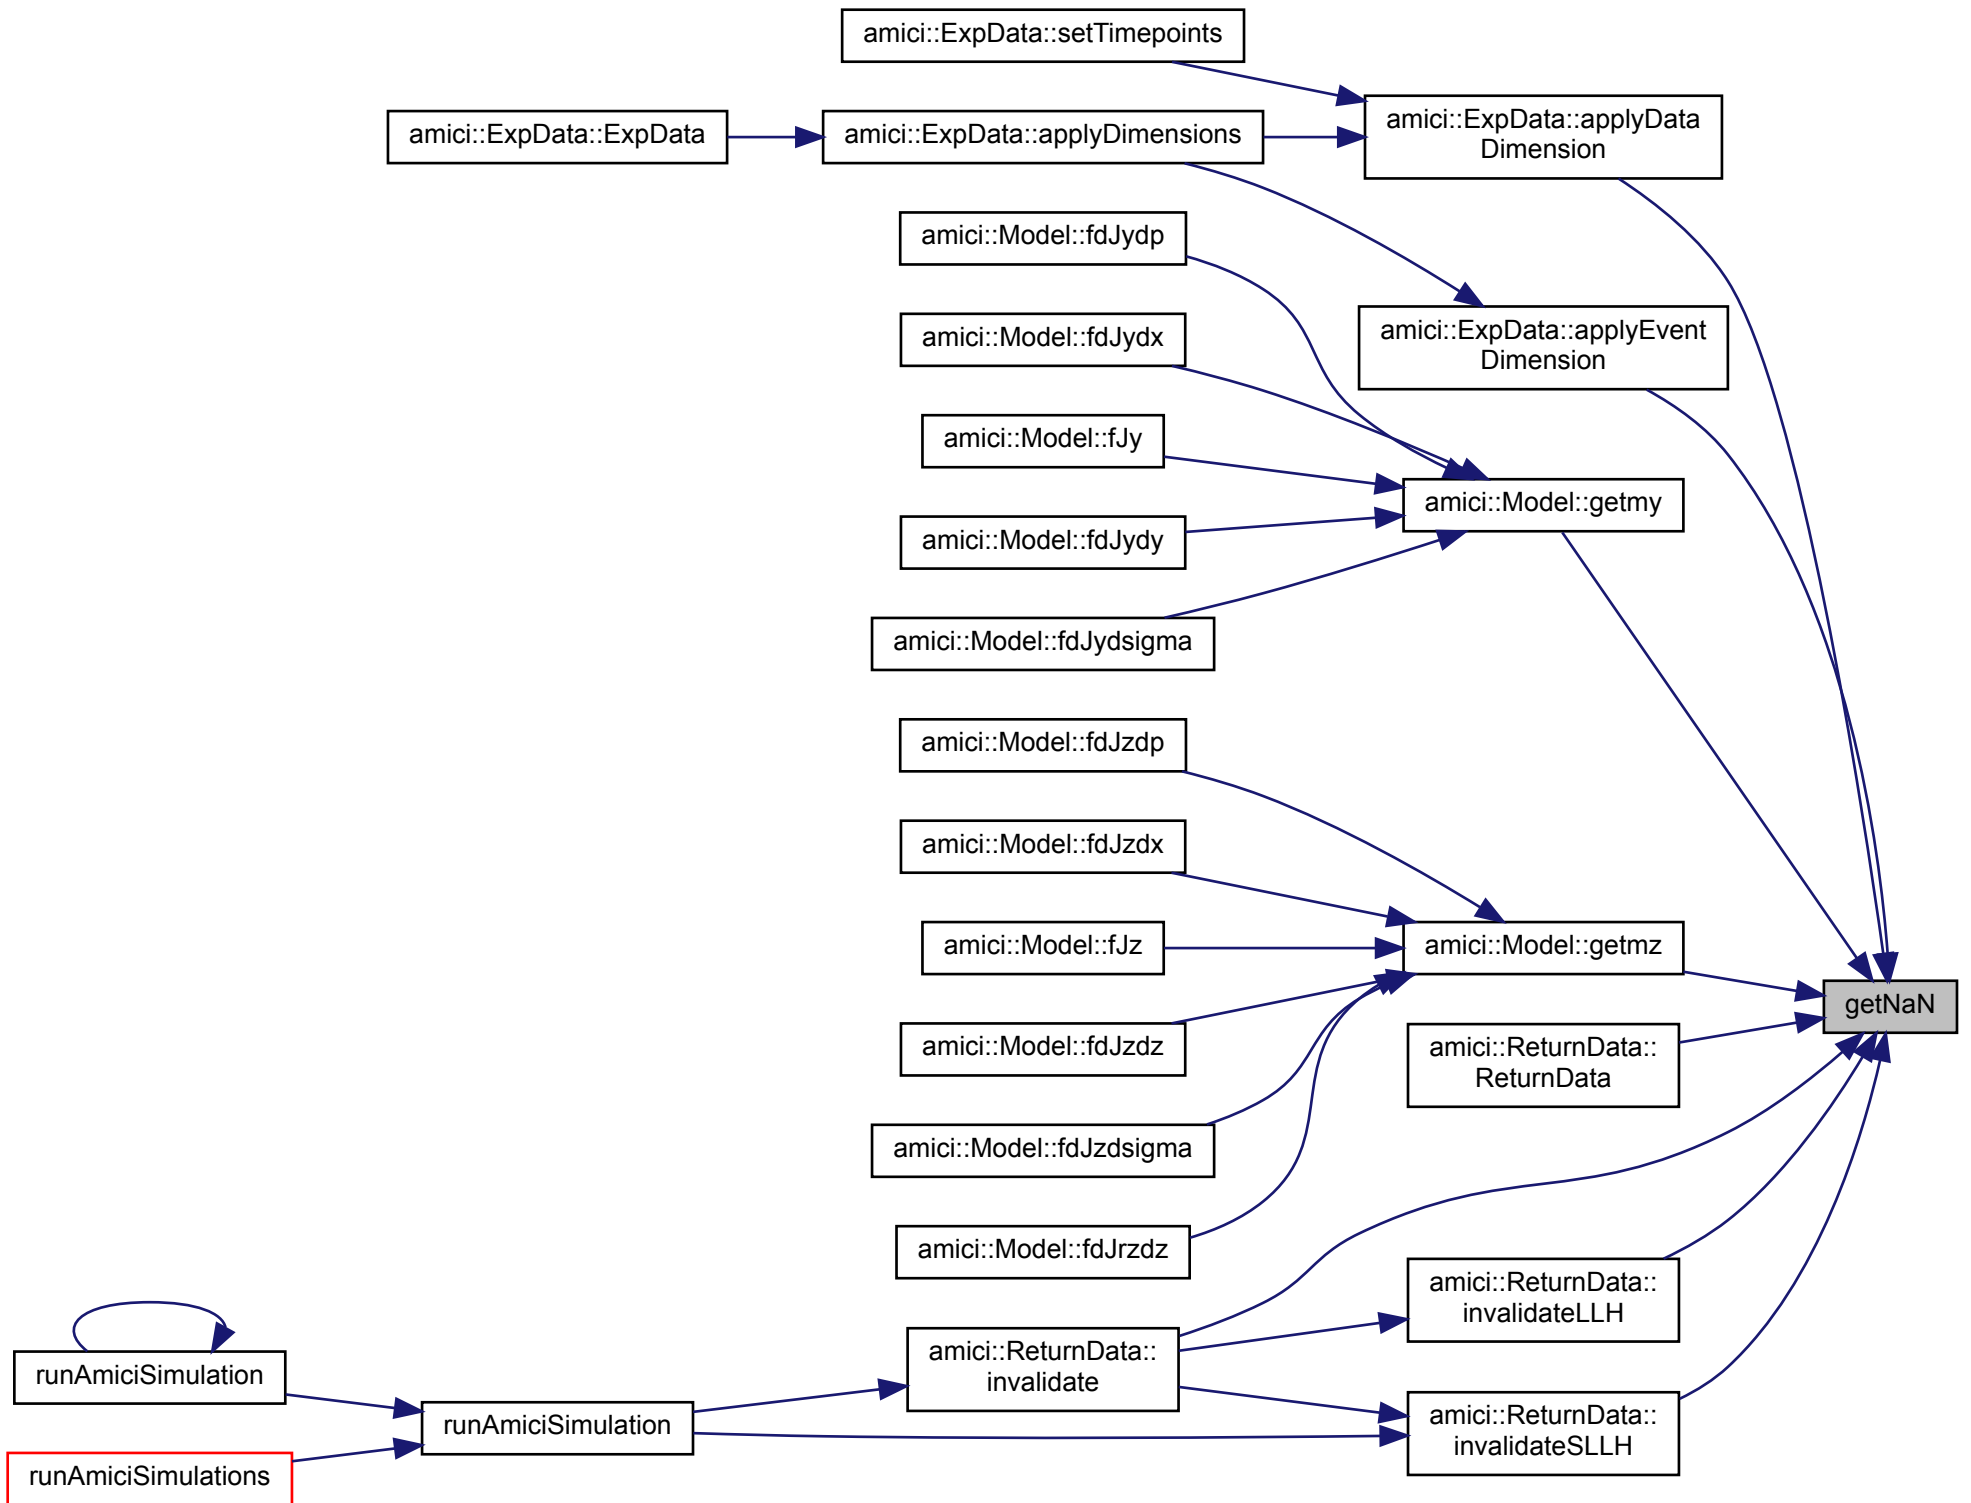 amici::ExpData::setTimepoints
amici::ExpData::applyData
Dimension
amici::ExpData::ExpData
amici::ExpData::applyDimensions
amici::Model::fdJydp
amici::ExpData::applyEvent
Dimension
amici::Model::fdJydx
amici::Model::fJy
amici::Model::getmy
amici::Model::fdJydy
amici::Model::fdJydsigma
amici::Model::fdJzdp
amici::Model::fdJzdx
amici::Model::fJz
amici::Model::getmz
getNaN
amici::Model::fdJzdz
amici::ReturnData::
ReturnData
amici::Model::fdJzdsigma
amici::Model::fdJrzdz
amici::ReturnData::
invalidateLLH
amici::ReturnData::
invalidate
runAmiciSimulation
runAmiciSimulation
amici::ReturnData::
invalidateSLLH
runAmiciSimulations